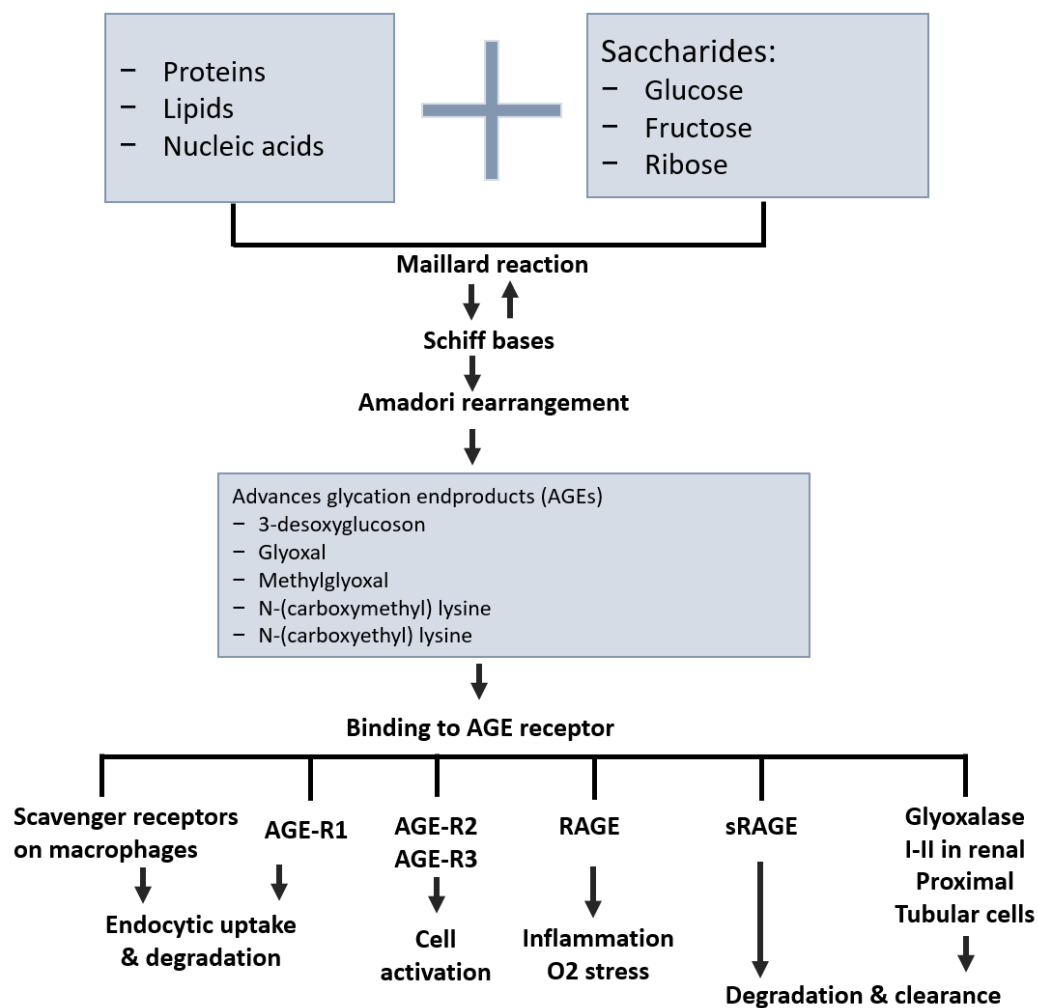 − Proteins
− Lipids
− Nucleic acids
Saccharides:
− Glucose
− Fructose
− Ribose
Maillard reaction
Schiff bases
Amadori rearrangement
Advances glycation endproducts (AGEs)
− 3-desoxyglucoson
− Glyoxal
− Methylglyoxal
− N-(carboxymethyl) lysine
− N-(carboxyethyl) lysine
Binding to AGE receptor
Scavenger receptors
on macrophages
AGE-R1
Endocytic uptake
& degradation
AGE-R2
AGE-R3
Cell
activation
RAGE
Inflammation
O2 stress
sRAGE
Glyoxalase
I-II in renal
Proximal
Tubular cells
Degradation & clearance